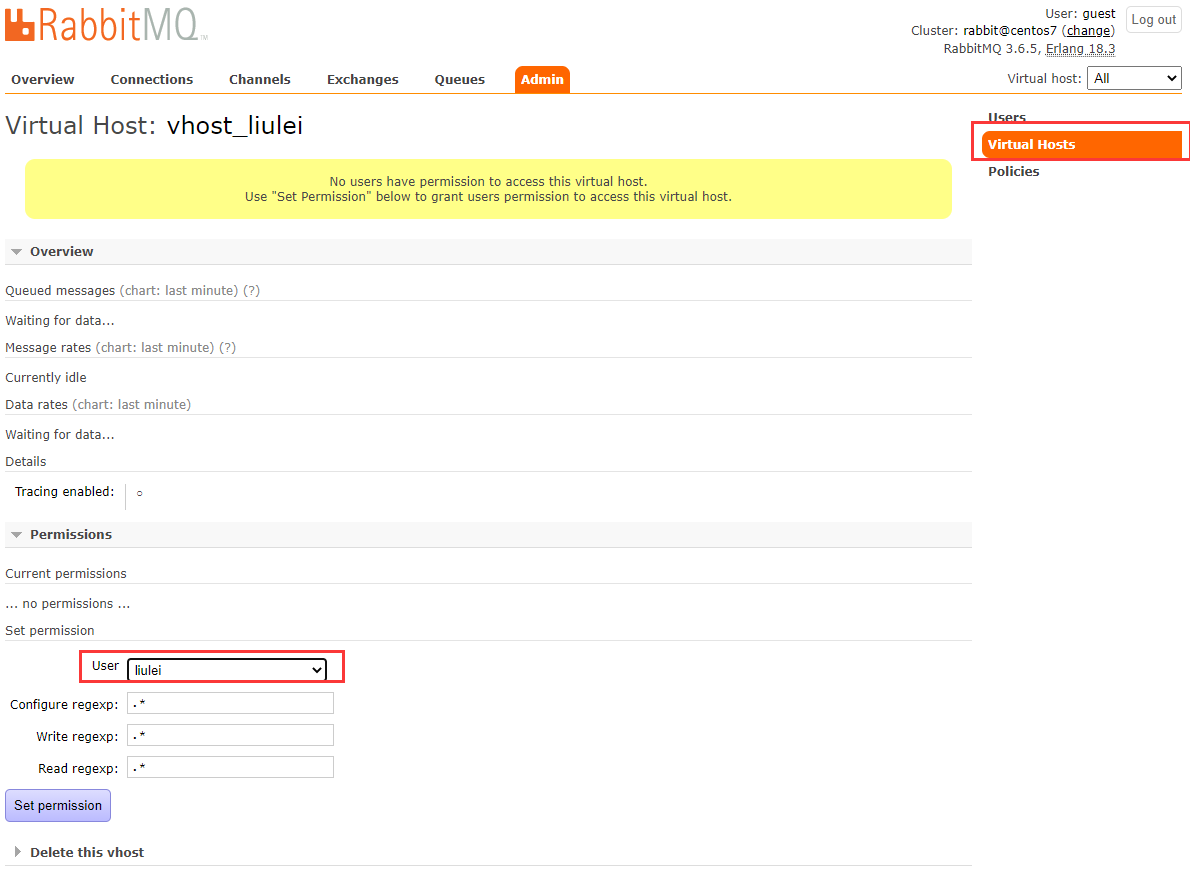 RabbitMQ TM
User: guest
Log out
Cluster: rabbit@centos7 (change)
RabbitMQ 3.6.5, Erlang 18.3
Overview Connections Channels Exchanges Queues Admin
Virtual host: All
Virtual Host: vhost_liulei
Users
Virtual Hosts
Policies
No users have permission to access this virtual host.
Use "Set Permission" below to grant users permission to access this virtual host.
Overview
Queued messages (chart: last minute) (?)
Waiting for data...
Message rates (chart: last minute) (?)
Currently idle
Data rates (chart: last minute)
Waiting for data...
Details
Tracing enabled: ○
Permissions
Current permissions
... no permissions ...
Set permission
User liulei
Configure regexp: .*
Write regexp: .*
Read regexp: .*
Set permission
Delete this vhost